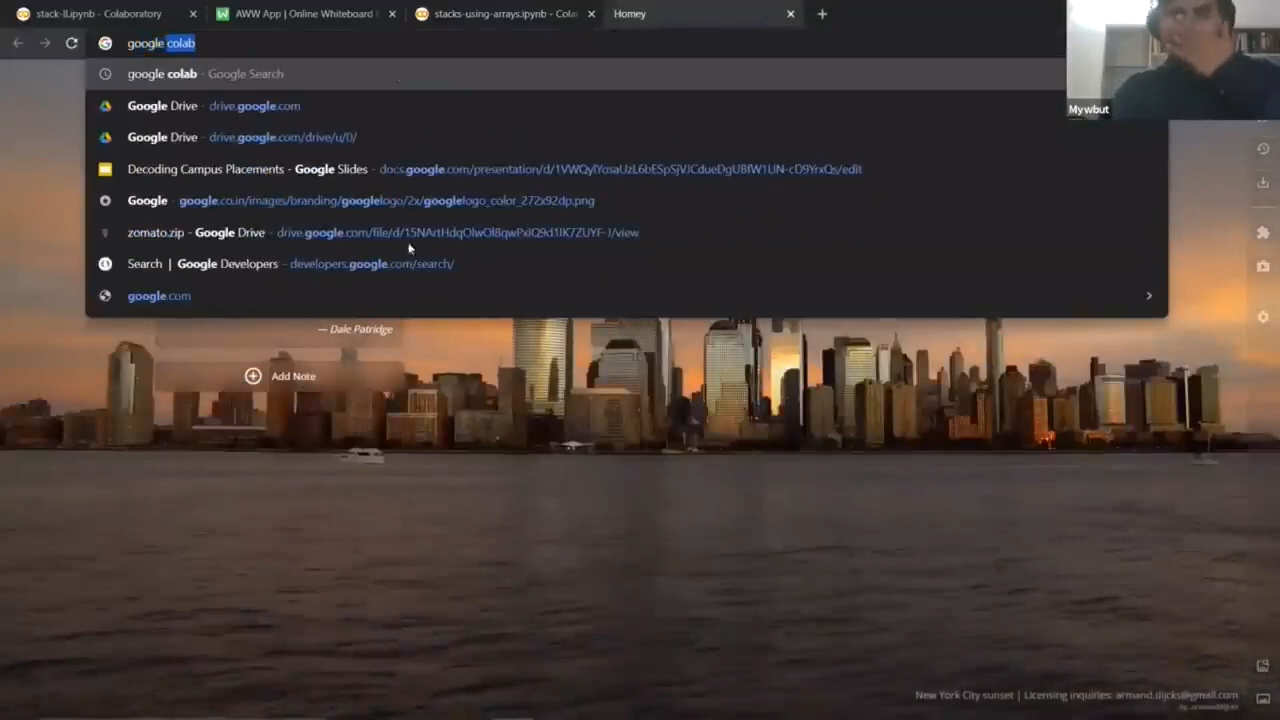 stack-ll.ipynb - Colaboratory
AWW App | Online Whiteboard
stacks-using-arrays.ipynb - Cola
Homey
google colab
google colab - Google Search
Google Drive - drive.google.com
Google Drive - drive.google.com/drive/u/0/
Decoding Campus Placements - Google Slides - docs.google.com/presentation/d/1VWQylYosaUzL6bESpSjVJCdueDgUBfW1UN-cD9YrxQs/edit
Google - google.co.in/images/branding/googlelogo/2x/googlelogo_color_272x92dp.png
zomato.zip - Google Drive - drive.google.com/file/d/15NArtHdqOlwOl8qwPxIQ9d1IK7ZUYF-J/view
Search | Google Developers - developers.google.com/search/
google.com
Mywbut
— Dale Patridge
Add Note
New York City sunset | Licensing inquiries: armand.dijcks@gmail.com